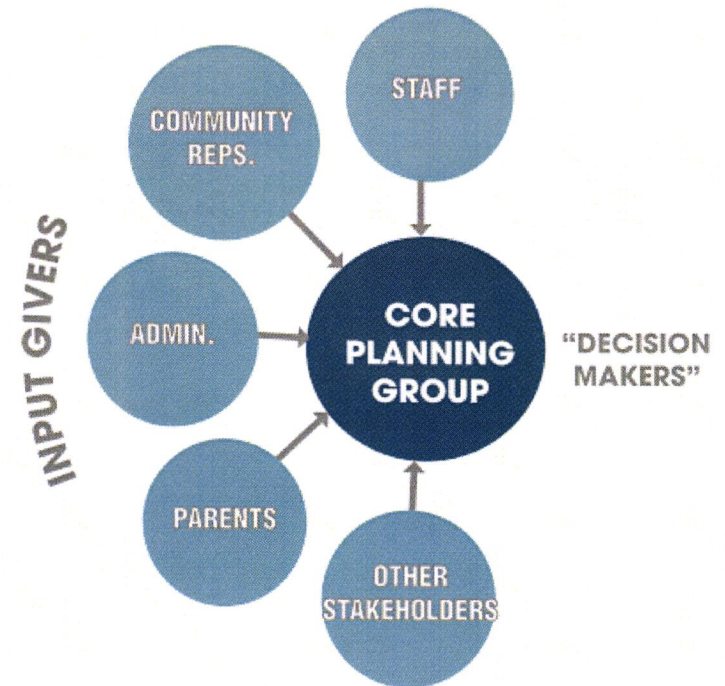 STAFF
COMMUNITY
REPS.
INPUT GIVERS
ADMIN.
CORE
PLANNING
GROUP
"DECISION
MAKERS"
PARENTS
OTHER
STAKEHOLDERS